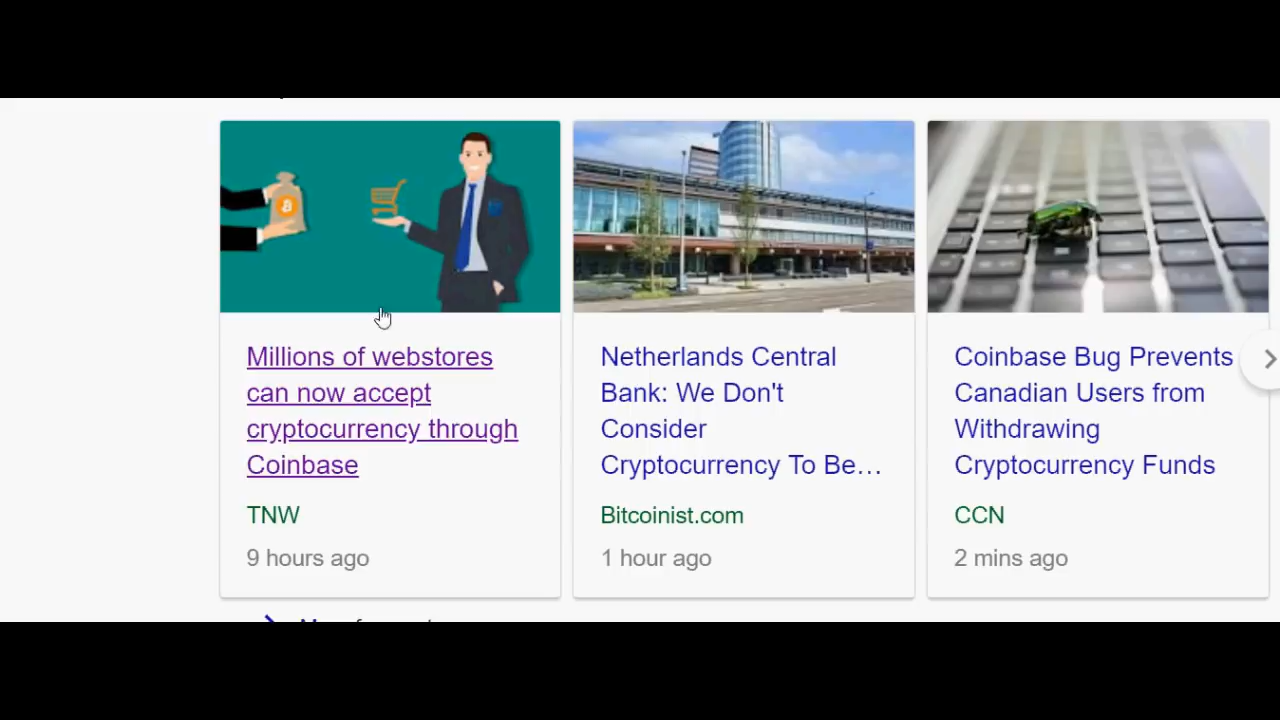 Millions of webstores
can now accept
cryptocurrency through
Coinbase
TNW
9 hours ago
Netherlands Central
Bank: We Don't
Consider
Cryptocurrency To Be…
Bitcoinist.com
1 hour ago
Coinbase Bug Prevents
Canadian Users from
Withdrawing
Cryptocurrency Funds
CCN
2 mins ago